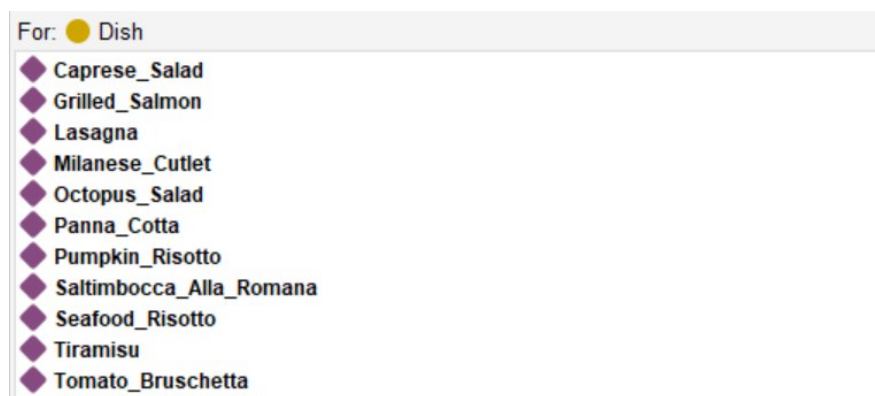 For: Dish
Caprese_Salad
Grilled_Salmon
Lasagna
Milanese_Cutlet
Octopus_Salad
Panna_Cotta
Pumpkin_Risotto
Saltimbocca_Alla_Romana
Seafood_Risotto
Tiramisu
Tomato_Bruschetta